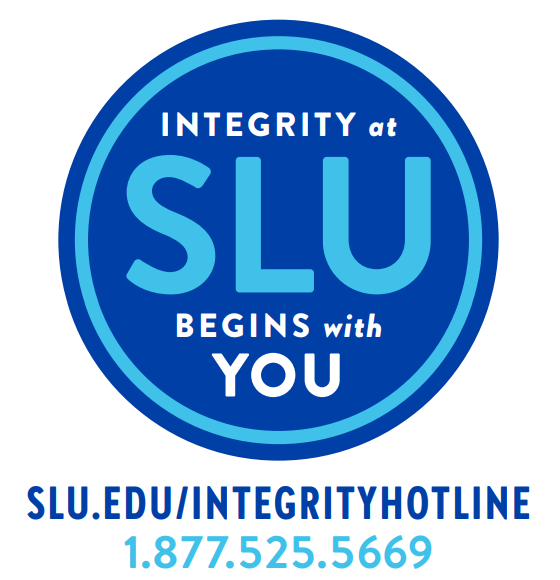 INTEGRITY at
SLU
BEGINS with
YOU
SLU.EDU/INTEGRITYHOTLINE
1.877.525.5669